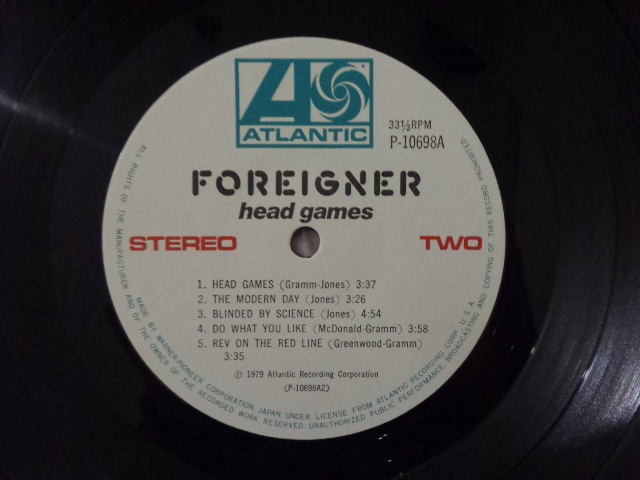 ATLANTIC
33⅓RPM
P-10698A
FOREIGNER
head games
STEREO
TWO
1. HEAD GAMES (Gramm-Jones) 3:37
2. THE MODERN DAY (Jones) 3:26
3. BLINDED BY SCIENCE (Jones) 4:54
4. DO WHAT YOU LIKE (McDonald-Gramm) 3:58
5. REV ON THE RED LINE (Greenwood-Gramm)
3:35
Ⓟ 1979 Atlantic Recording Corporation
(P-10698A2)
MADE BY WARNER-PIONEER CORPORATION, JAPAN, UNDER LICENSE FROM ATLANTIC RECORDING CORP. U.S.A.
ALL RIGHTS OF THE MANUFACTURER AND OF THE OWNER OF THE RECORDED WORK RESERVED. UNAUTHORIZED PUBLIC PERFORMANCE, BROADCASTING AND COPYING OF THIS RECORD PROHIBITED